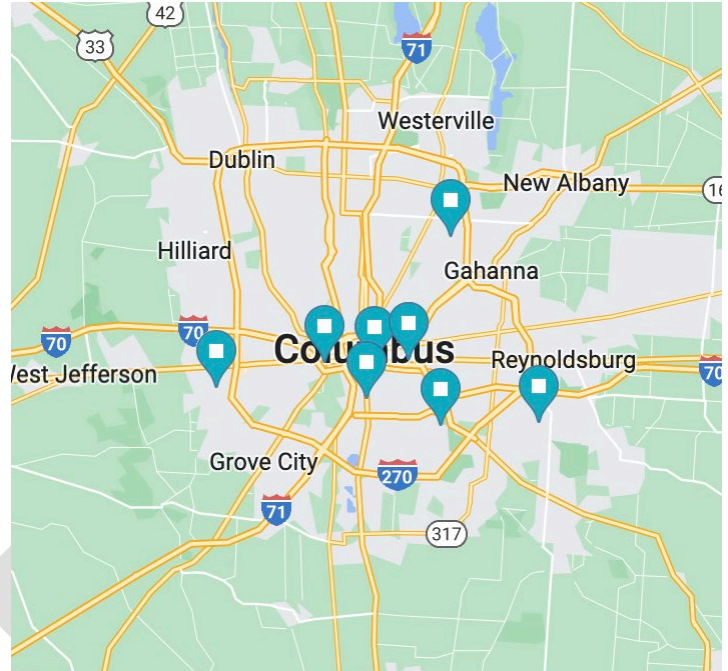 42
33
71
Westerville
Dublin
New Albany
16
Hilliard
Gahanna
70
70
Columbus
Reynoldsburg
70
West Jefferson
Grove City
270
71
317